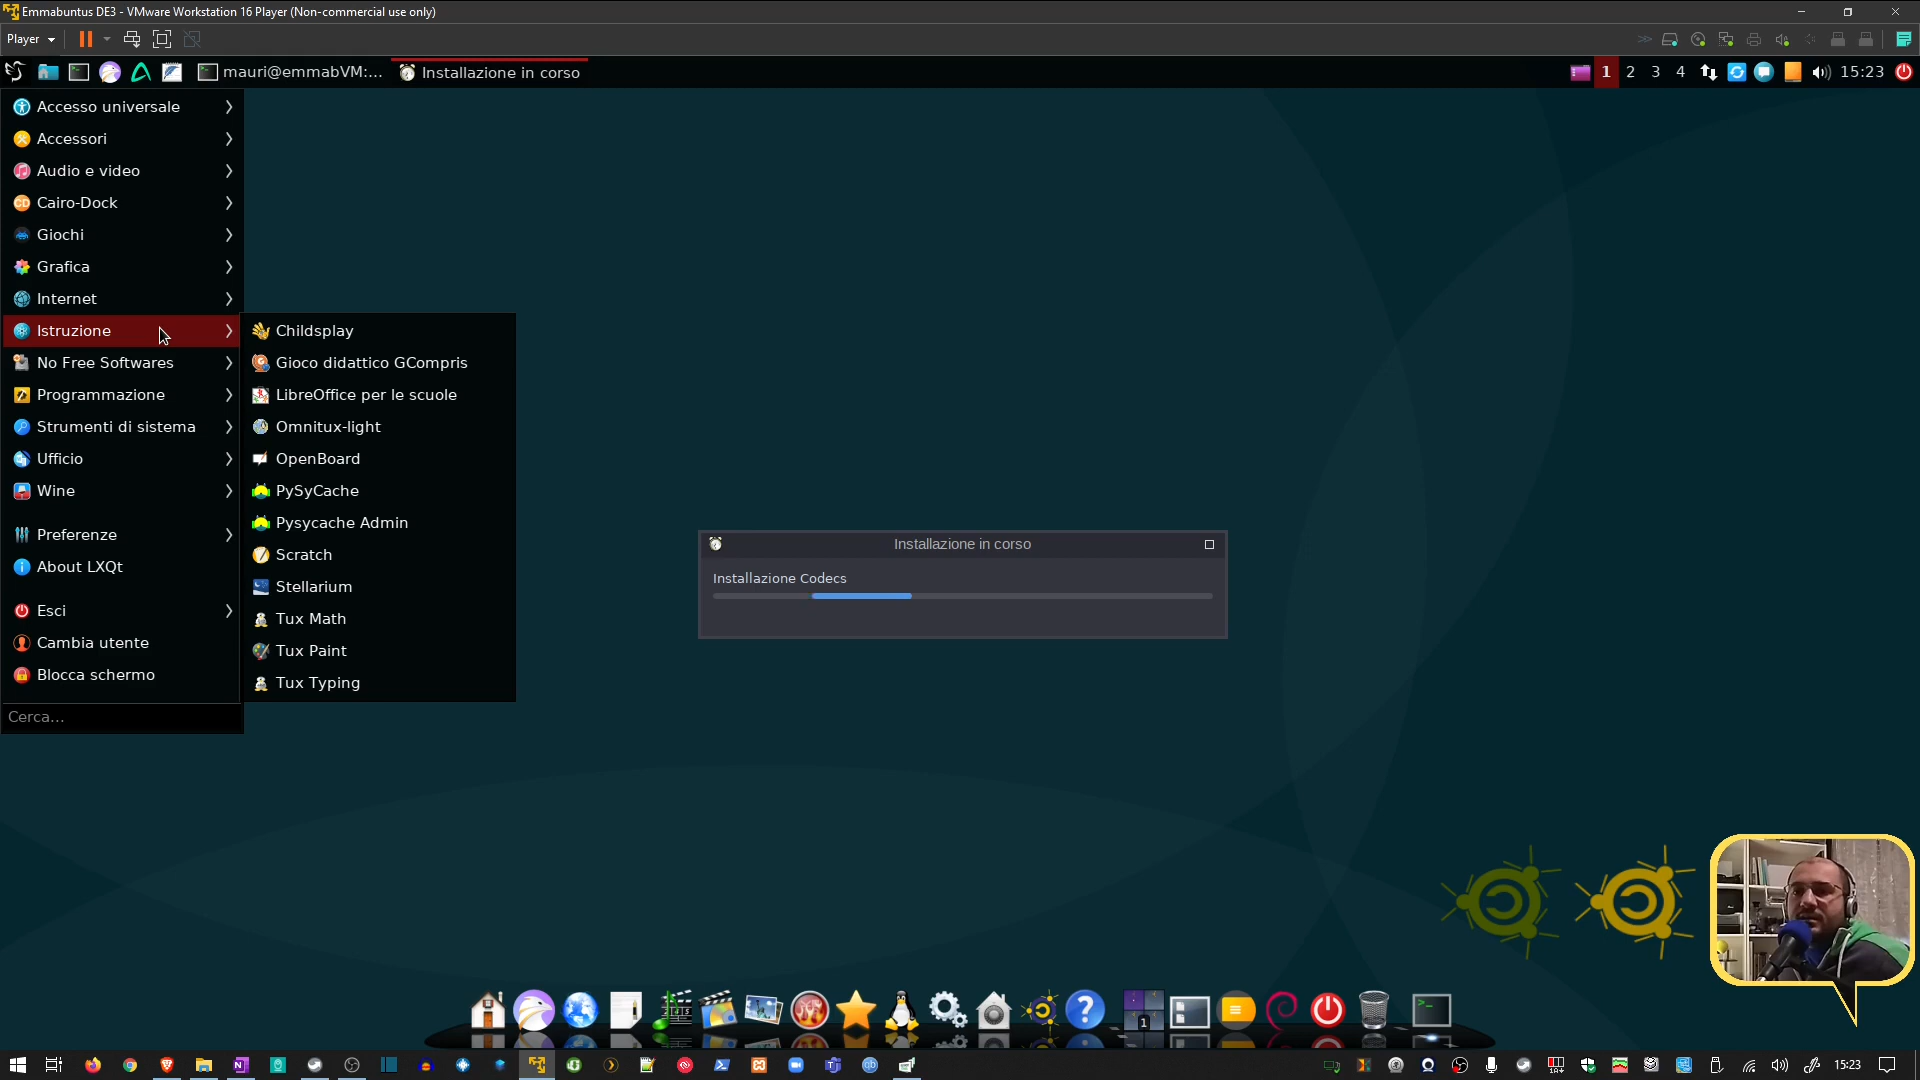 Emmabuntus DE3 - VMware Workstation 16 Player (Non-commercial use only)
Player
mauri@emmabVM:...
Installazione in corso
1 2 3 4
15:23
Accesso universale
Accessori
Audio e video
Cairo-Dock
Giochi
Grafica
Internet
Istruzione
No Free Softwares
Programmazione
Strumenti di sistema
Ufficio
Wine
Preferenze
About LXQt
Esci
Cambia utente
Blocca schermo
Cerca...
Childsplay
Gioco didattico GCompris
LibreOffice per le scuole
Omnitux-light
OpenBoard
PySyCache
Pysycache Admin
Scratch
Stellarium
Tux Math
Tux Paint
Tux Typing
Installazione in corso
Installazione Codecs
1
15:23